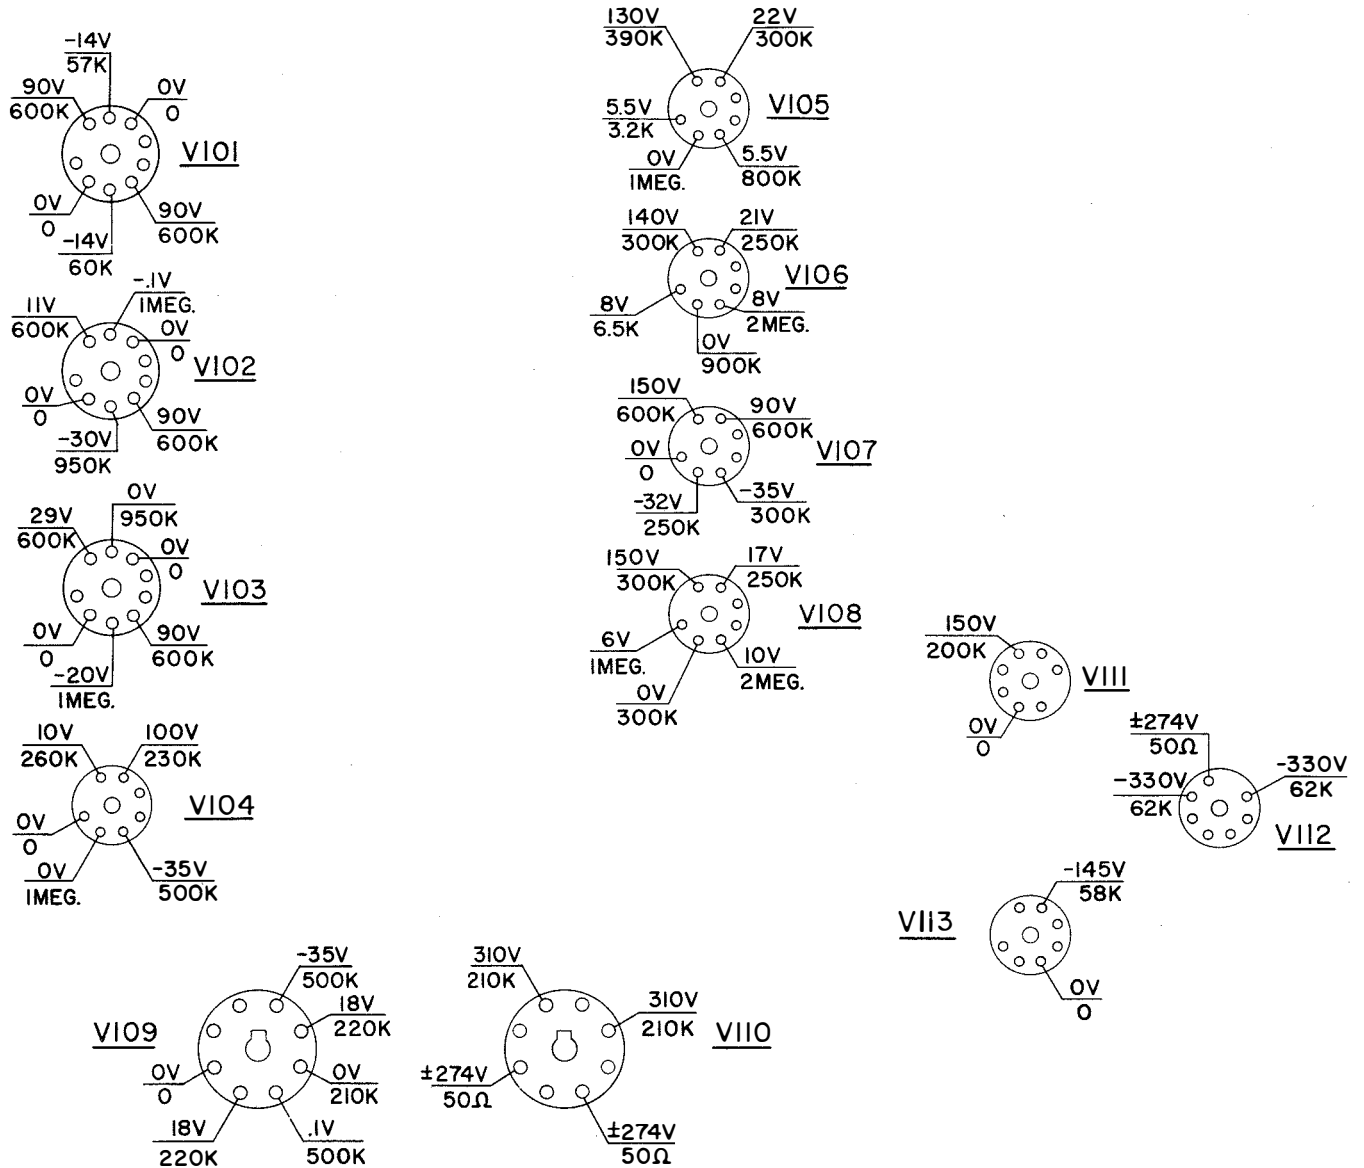 -14V
57K
90V
600K
0V
0
V101
0V
0
-14V
60K
90V
600K
-.1V
1MEG.
11V
600K
0V
0
V102
0V
0
-30V
950K
90V
600K
0V
950K
29V
600K
0V
0
V103
0V
0
-20V
1MEG.
90V
600K
10V
260K
100V
230K
V104
0V
0
0V
1MEG.
-35V
500K
130V
390K
22V
300K
V105
5.5V
3.2K
0V
1MEG.
5.5V
800K
140V
300K
21V
250K
V106
8V
6.5K
0V
900K
8V
2MEG.
150V
600K
90V
600K
V107
0V
0
-32V
250K
-35V
300K
150V
300K
17V
250K
V108
6V
1MEG.
0V
300K
10V
2MEG.
150V
200K
V111
0V
0
±274V
50Ω
-330V
62K
-330V
62K
V112
-145V
58K
V113
0V
0
-35V
500K
18V
220K
V109
0V
0
0V
210K
18V
220K
.1V
500K
310V
210K
310V
210K
V110
±274V
50Ω
±274V
50Ω